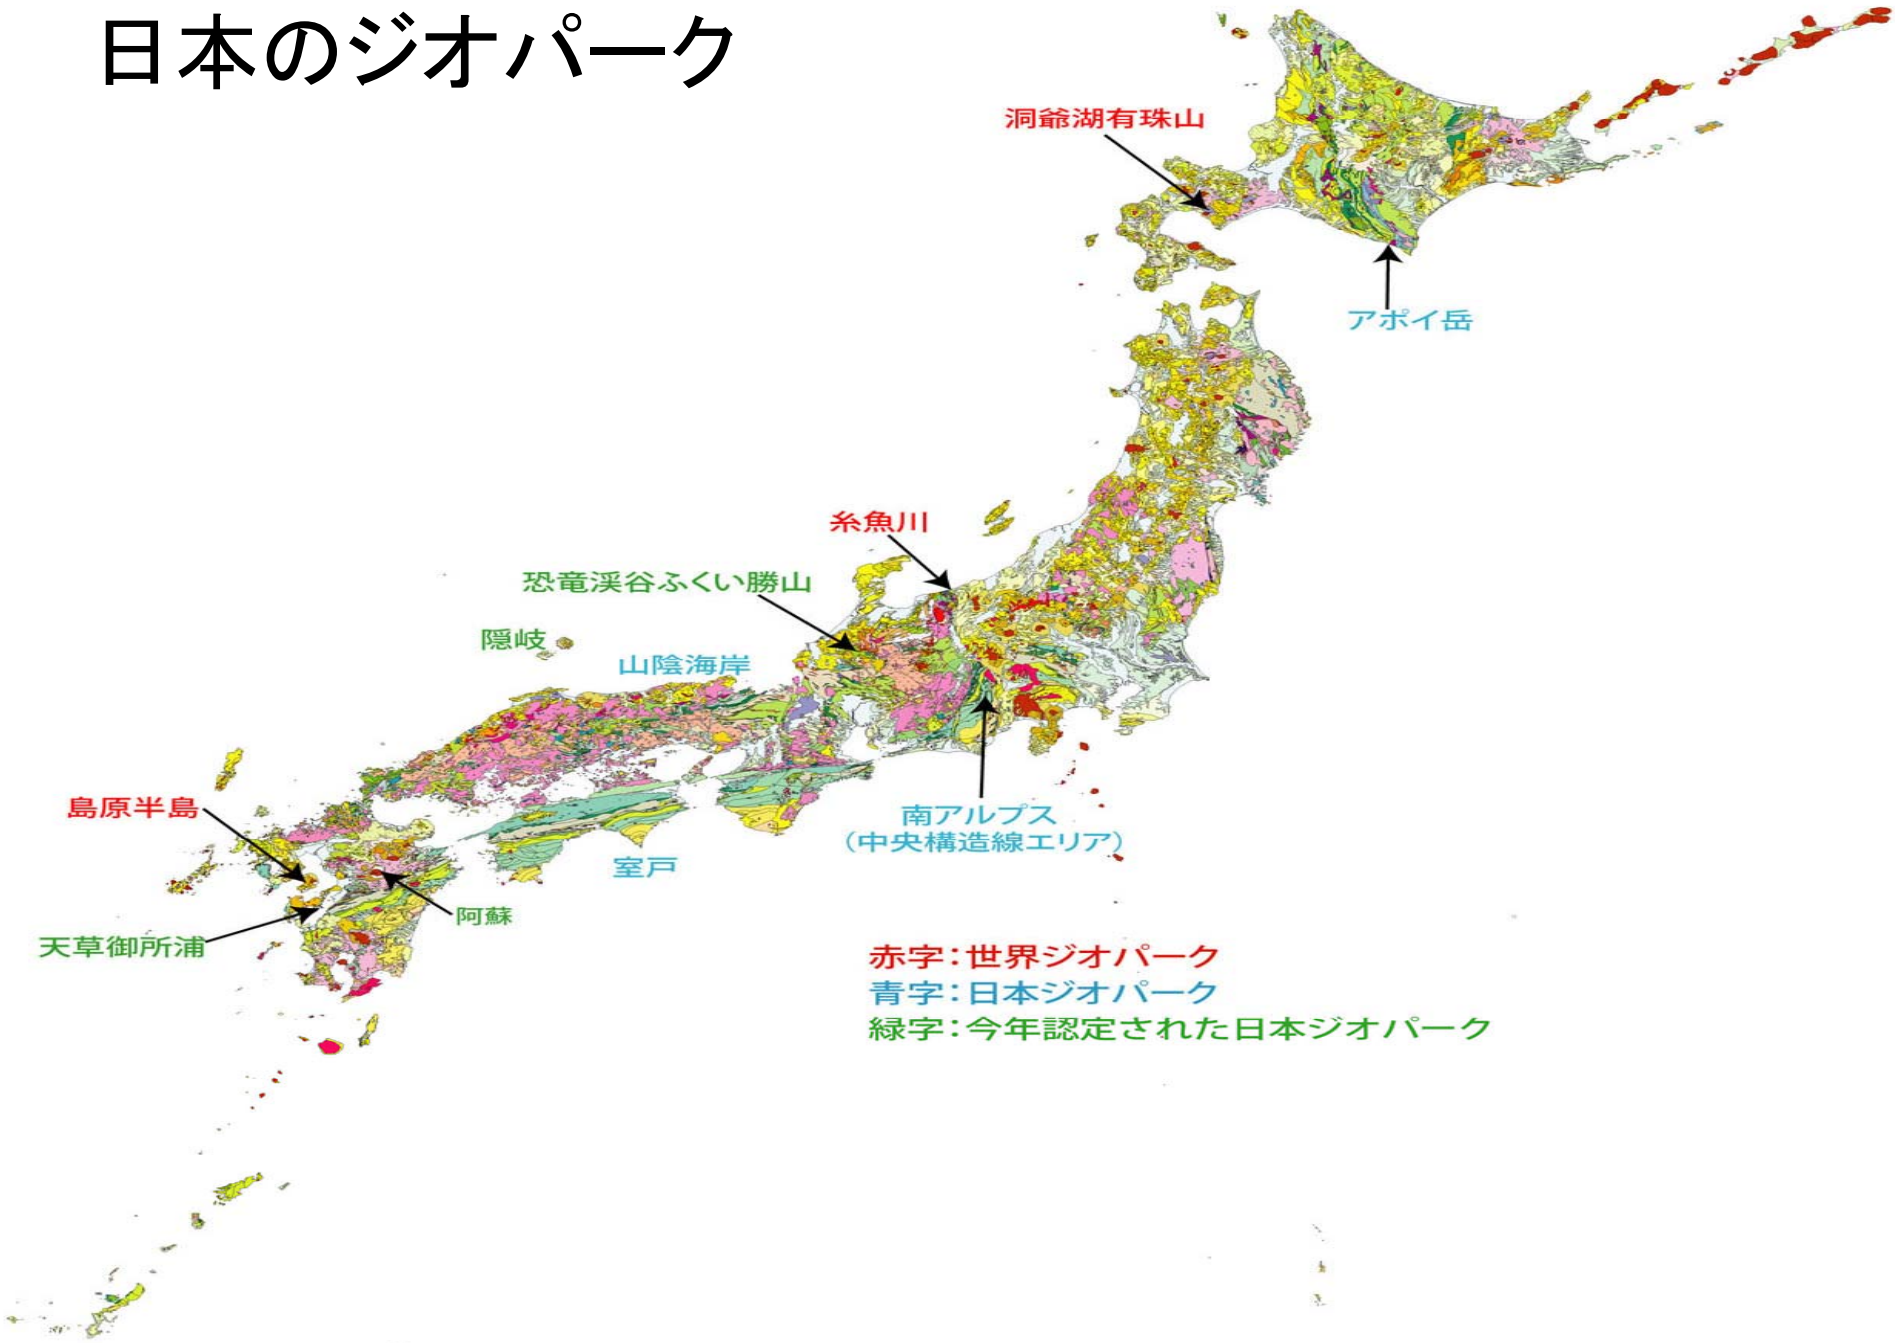 日本のジオパーク
洞爺湖有珠山
アポイ岳
糸魚川
恐竜渓谷ふくい勝山
隠岐
山陰海岸
島原半島
南アルプス
(中央構造線エリア)
室戸
阿蘇
天草御所浦
赤字:世界ジオパーク
青字:日本ジオパーク
緑字:今年認定された日本ジオパーク